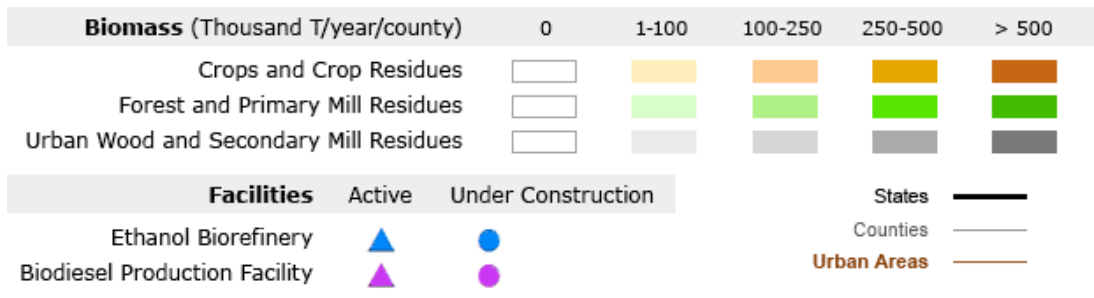 Biomass (Thousand T/year/county) 0 1-100 100-250 250-500 > 500
Crops and Crop Residues
Forest and Primary Mill Residues
Urban Wood and Secondary Mill Residues
Facilities Active Under Construction
Ethanol Biorefinery
Biodiesel Production Facility
States
Counties
Urban Areas